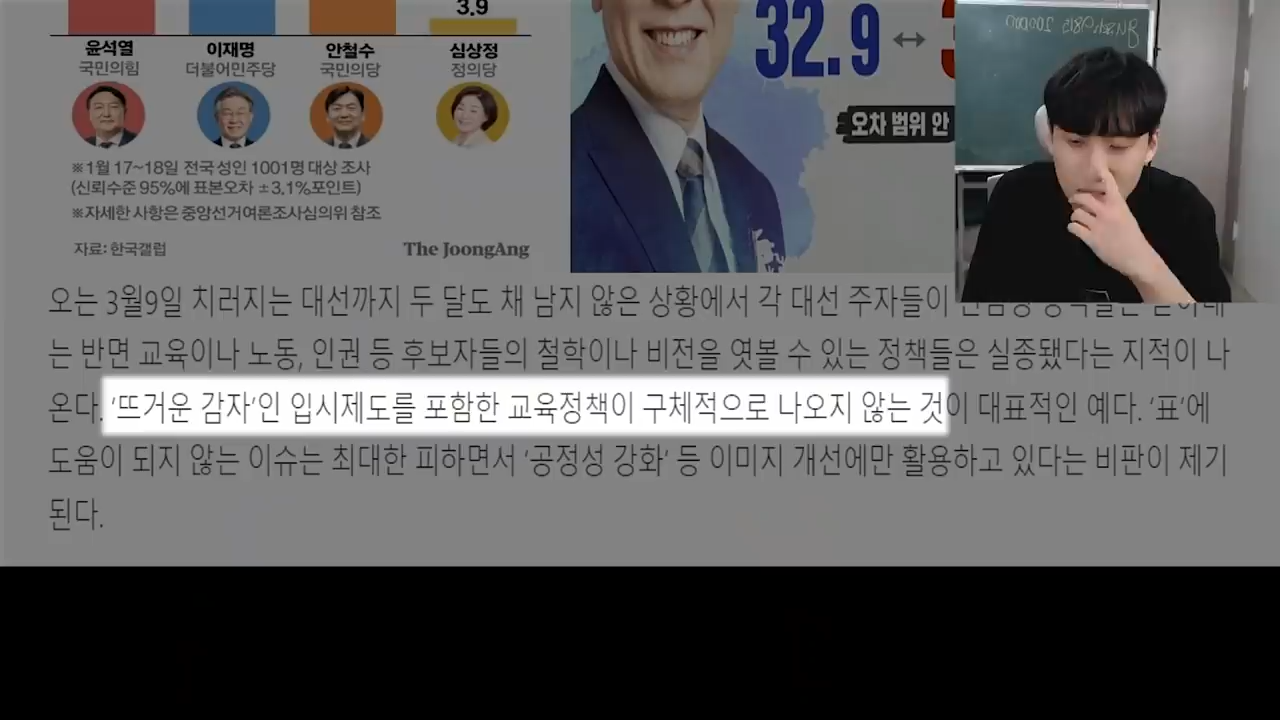 3.9
윤석열
이재명
안철수
심상정
국민의힘
더불어민주당
국민의당
정의당
※1월 17~18일 전국 성인 1001명 대상 조사
(신뢰수준 95%에 표본오차 ±3.1%포인트)
※자세한 사항은 중앙선거여론조사심의위 참조
자료: 한국갤럽
The JoongAng
32.9 ↔
오차 범위 안
오는 3월9일 치러지는 대선까지 두 달도 채 남지 않은 상황에서 각 대선 주자들이
는 반면 교육이나 노동, 인권 등 후보자들의 철학이나 비전을 엿볼 수 있는 정책들은 실종됐다는 지적이 나
온다. ‘뜨거운 감자’인 입시제도를 포함한 교육정책이 구체적으로 나오지 않는 것이 대표적인 예다. ‘표’에
도움이 되지 않는 이슈는 최대한 피하면서 ‘공정성 강화’ 등 이미지 개선에만 활용하고 있다는 비판이 제기
된다.